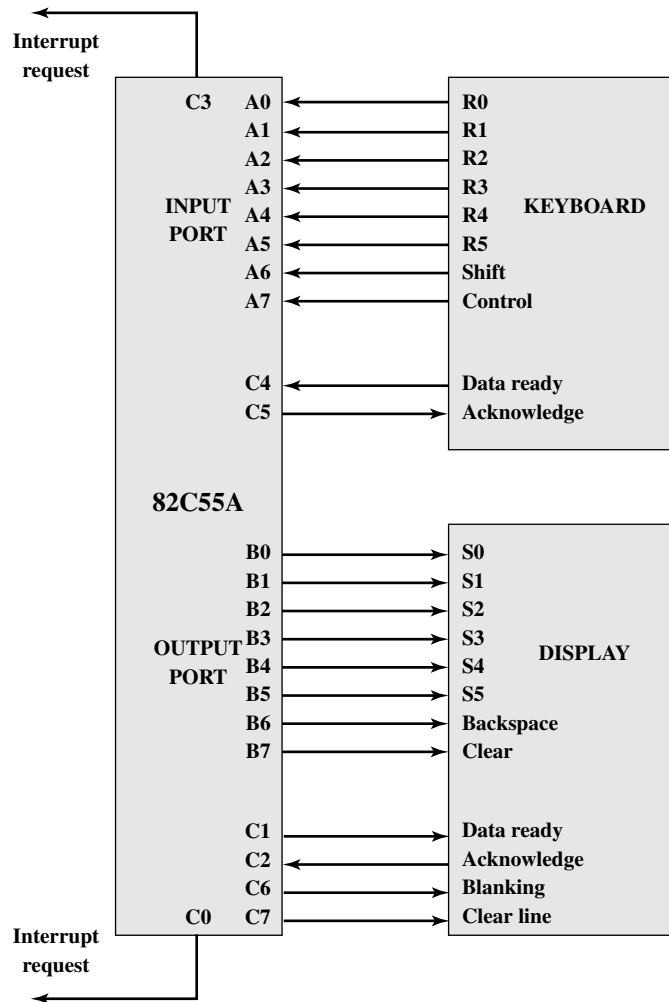 Interrupt
request
C3 A0 R0
A1 R1
A2 R2
A3 R3
INPUT KEYBOARD
A4 R4
PORT
A5 R5
A6 Shift
A7 Control
C4 Data ready
C5 Acknowledge
82C55A
B0 S0
B1 S1
B2 S2
B3 S3
OUTPUT DISPLAY
B4 S4
PORT
B5 S5
B6 Backspace
B7 Clear
C1 Data ready
C2 Acknowledge
C6 Blanking
C0 C7 Clear line
Interrupt
request